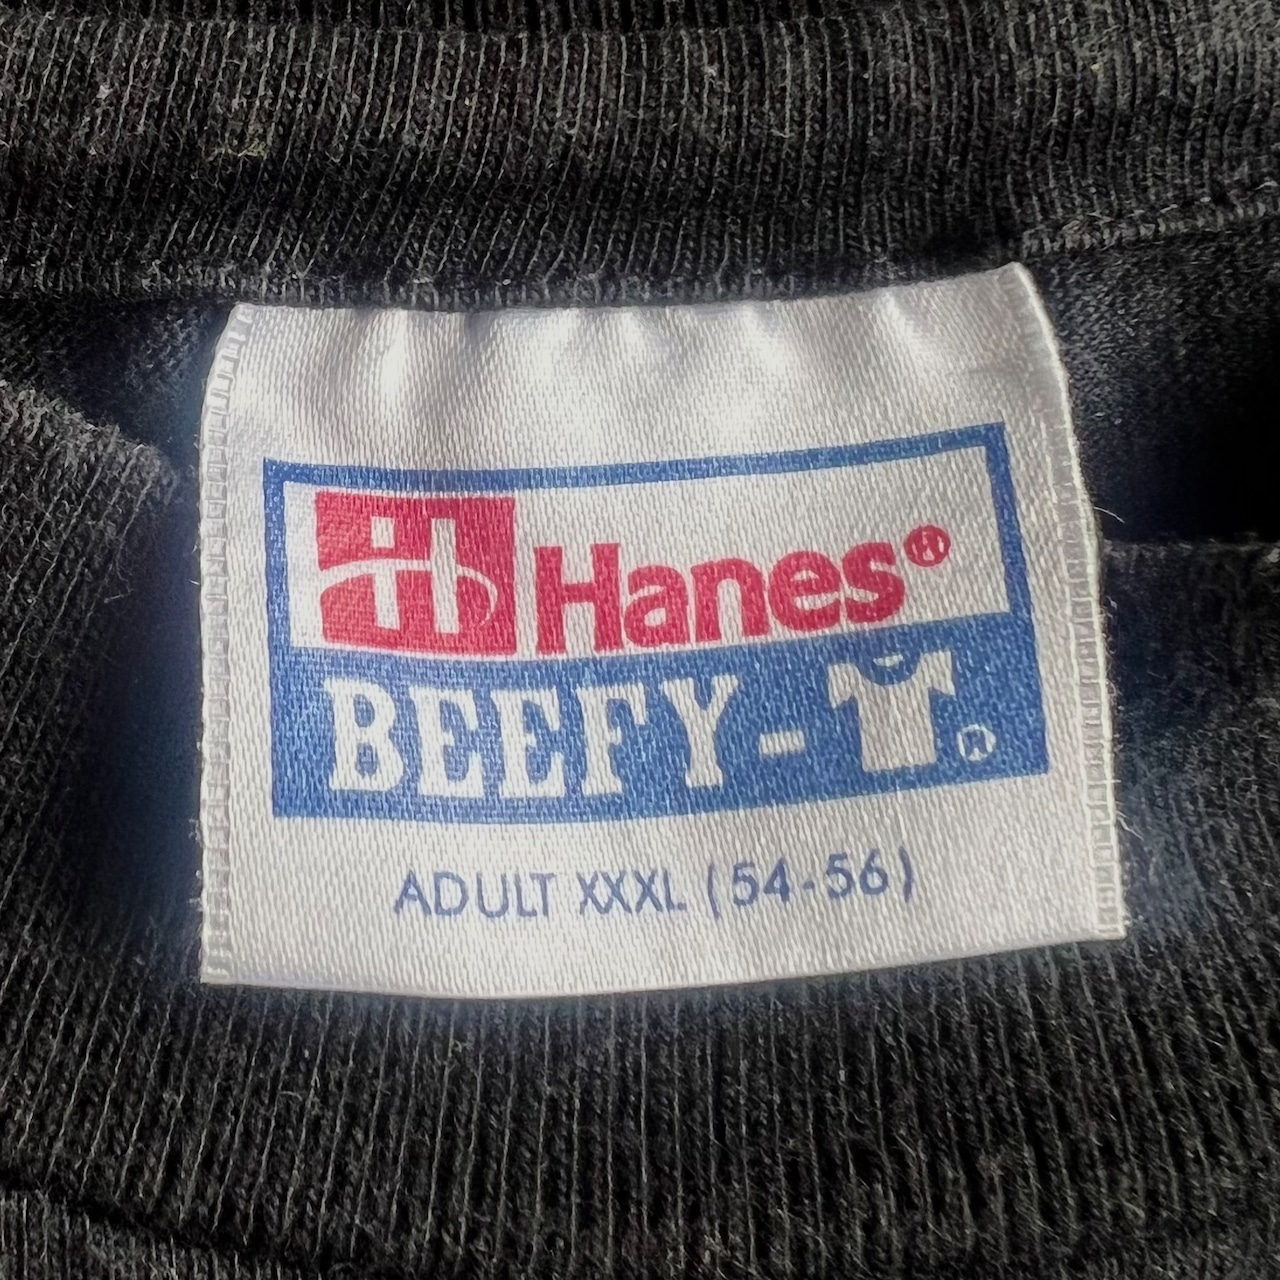 Hanes®
BEEFY-®
ADULT XXXL (54-56)